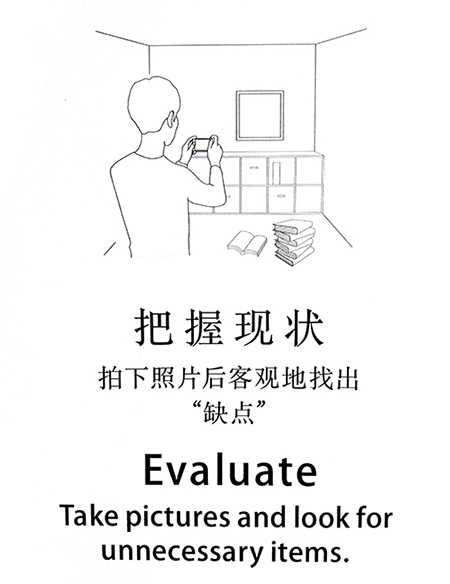 把握现状
拍下照片后客观地找出
“缺点”
Evaluate
Take pictures and look for
unnecessary items.